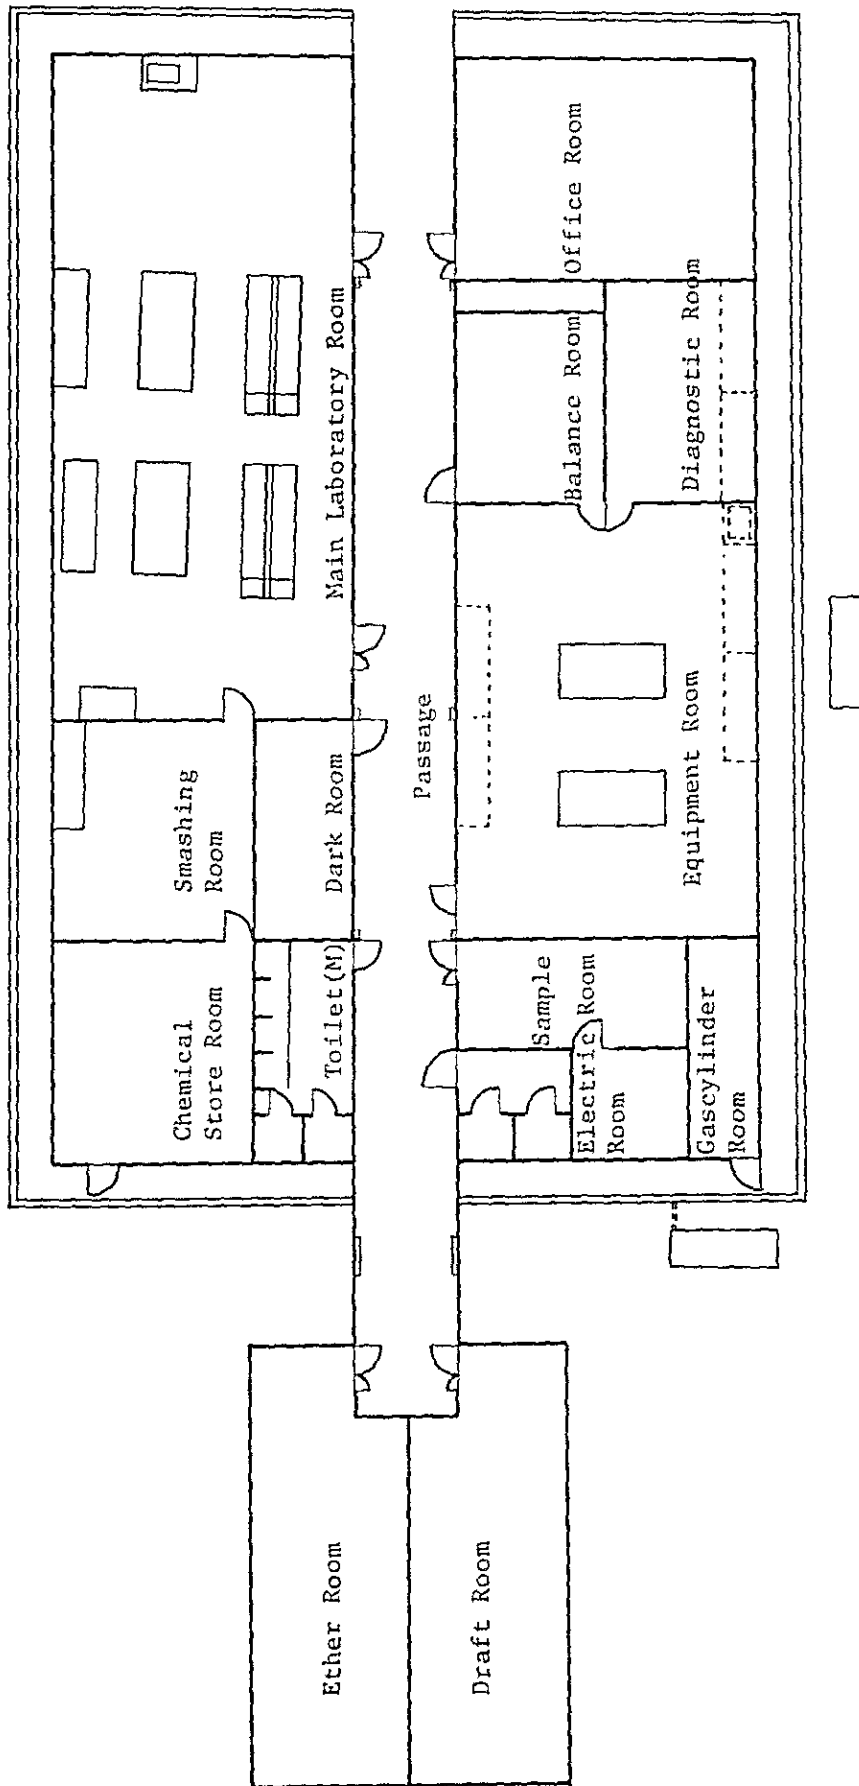 Main Laboratory Room
Smashing
Room
Dark Room
Chemical
Store Room
Toilet(M)
Passage
Office Room
Balance Room
Diagnostic Room
Equipment Room
Sample
Room
Electric
Room
Gascylinder
Room
Ether Room
Draft Room